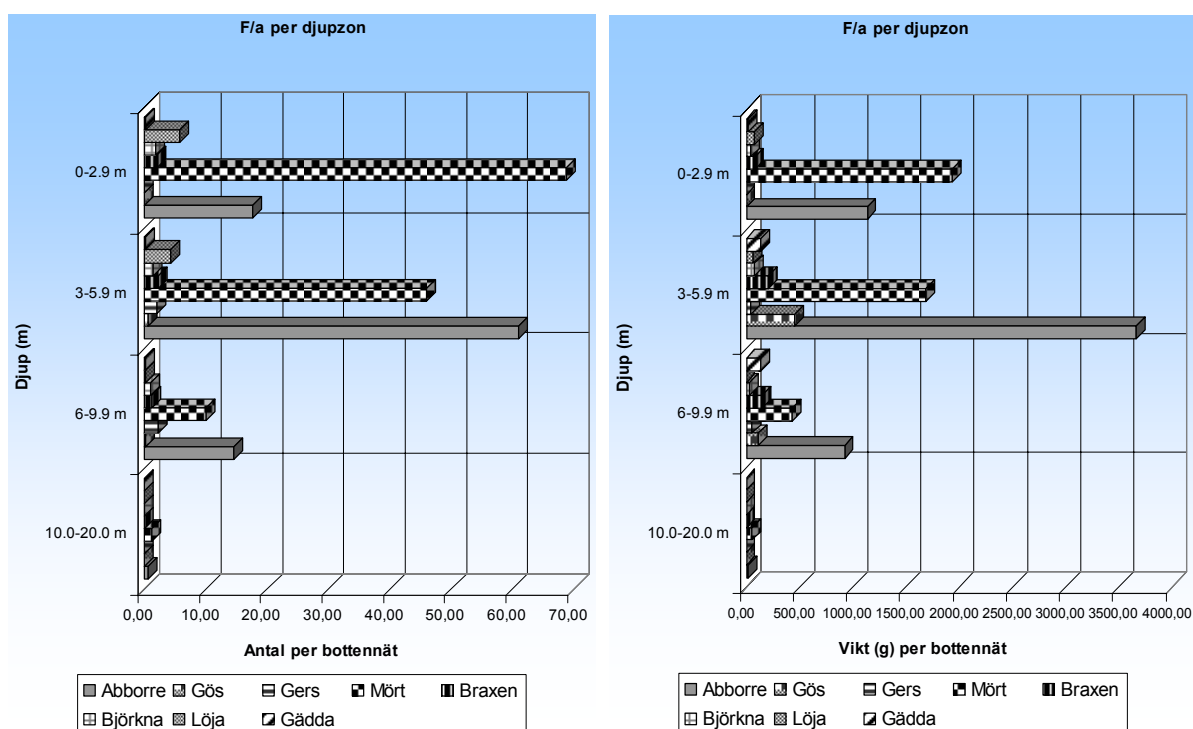 F/a per djupzon
Djup (m)
0-2.9 m
3-5.9 m
6-9.9 m
10.0-20.0 m
0,00 10,00 20,00 30,00 40,00 50,00 60,00 70,00
Antal per bottennät
Abborre Gös Gers Mört Braxen
Björkna Löja Gädda
F/a per djupzon
Djup (m)
0-2.9 m
3-5.9 m
6-9.9 m
10.0-20.0 m
0,00 500,00 1000,00 1500,00 2000,00 2500,00 3000,00 3500,00 4000,00
Vikt (g) per bottennät
Abborre Gös Gers Mört Braxen
Björkna Löja Gädda